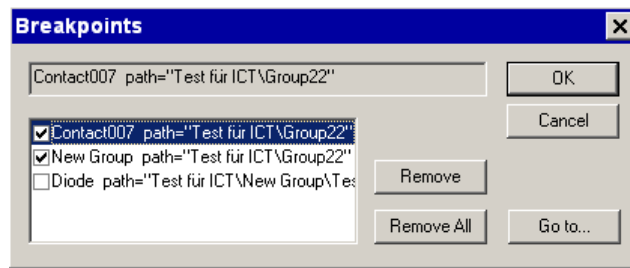 Breakpoints
Contact007 path="Test für ICT\Group22"
OK
Cancel
Contact007 path="Test für ICT\Group22"
New Group path="Test für ICT\Group22"
Diode path="Test für ICT\New Group\Tes
Remove
Remove All
Go to...